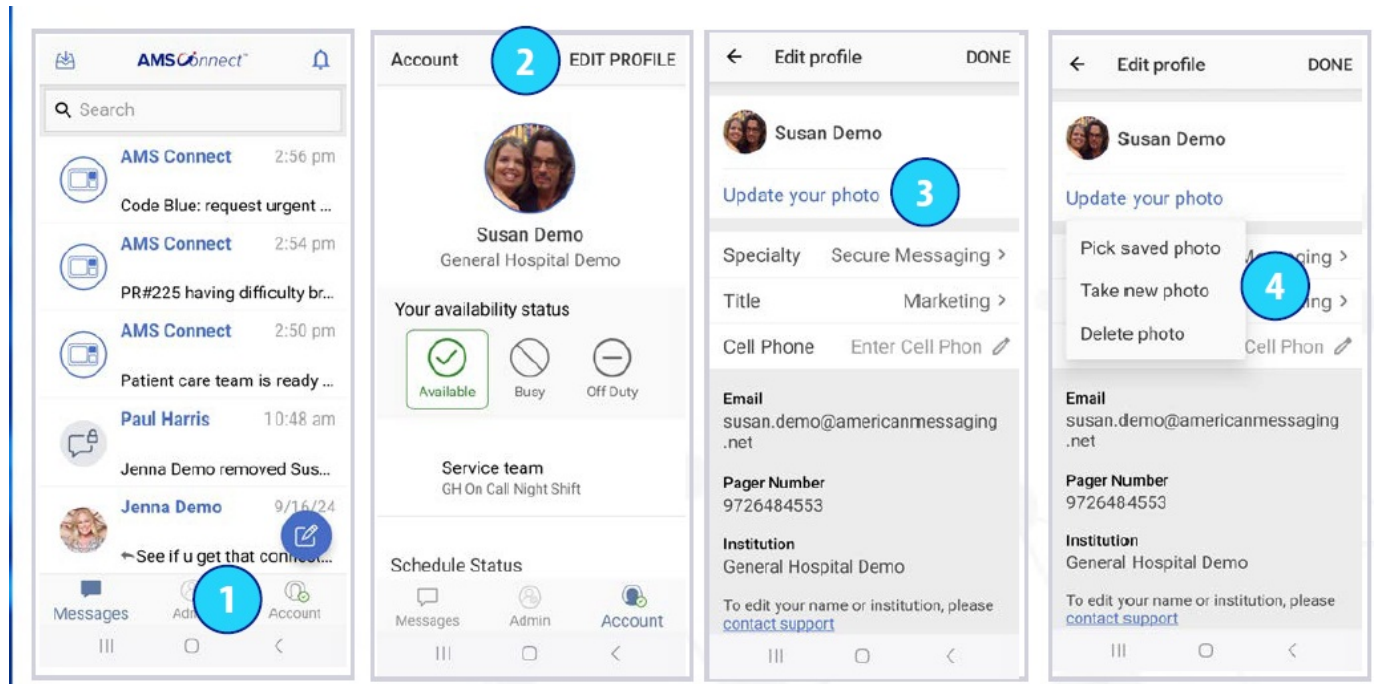 AMSConnect™
Search
AMS Connect 2:56 pm
Code Blue: request urgent ...
AMS Connect 2:54 pm
PR#225 having difficulty br...
AMS Connect 2:50 pm
Patient care team is ready ...
Paul Harris 10:48 am
Jenna Demo removed Sus...
Jenna Demo 9/16/24
See if u get that
1
Messages Account
2
Account EDIT PROFILE
Susan Demo
General Hospital Demo
Your availability status
Available Busy Off Duty
Service team
GH On Call Night Shift
Schedule Status
Messages Admin Account
Edit profile DONE
Susan Demo
Update your photo 3
Specialty Secure Messaging >
Title Marketing >
Cell Phone Enter Cell Phon
Email
susan.demo@americanmessaging
.net
Pager Number
9726484553
Institution
General Hospital Demo
To edit your name or institution, please
contact support
Edit profile DONE
Susan Demo
Update your photo
Pick saved photo
Take new photo 4
Delete photo
Cell Phon
Email
susan.demo@americanmessaging
.net
Pager Number
9726484553
Institution
General Hospital Demo
To edit your name or institution, please
contact support